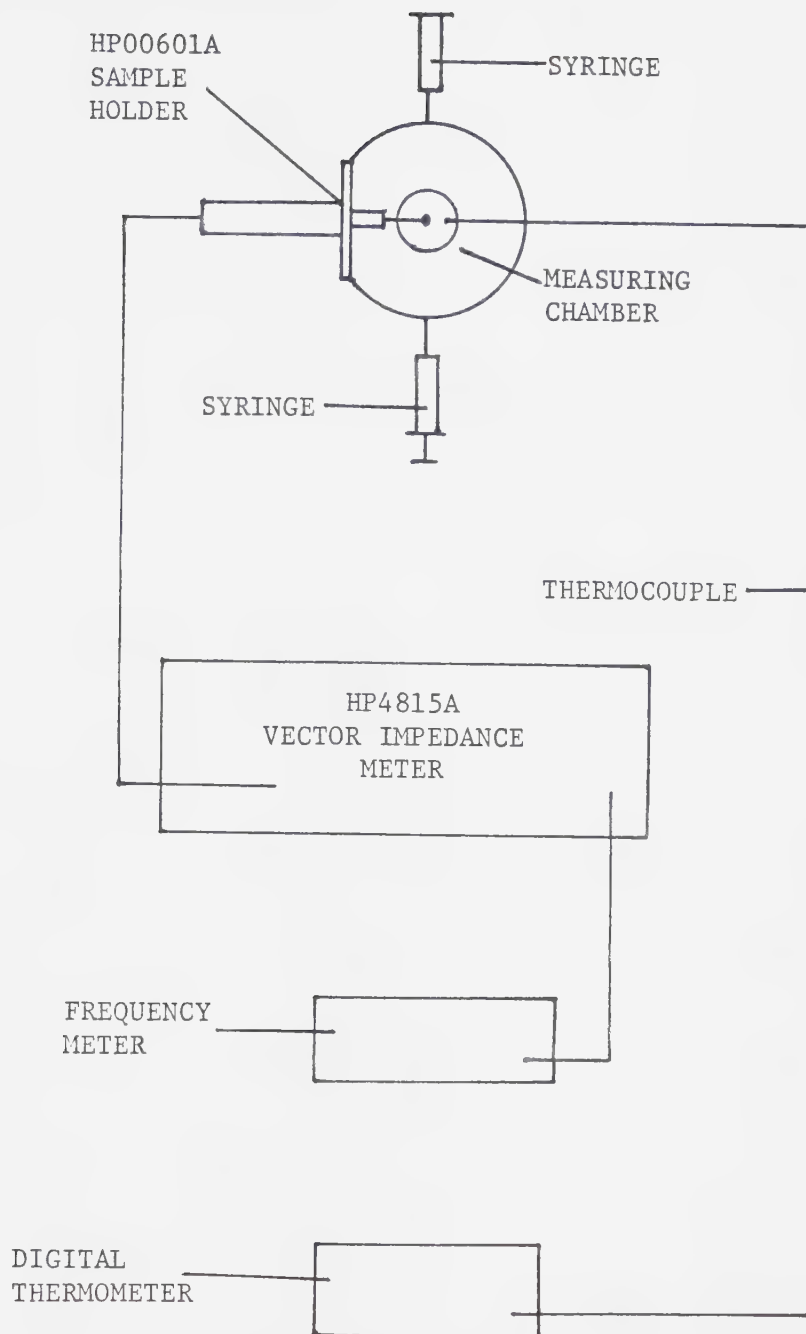 HP00601A
SAMPLE
HOLDER
SYRINGE
MEASURING
CHAMBER
SYRINGE
THERMOCOUPLE
HP4815A
VECTOR IMPEDANCE
METER
FREQUENCY
METER
DIGITAL
THERMOMETER